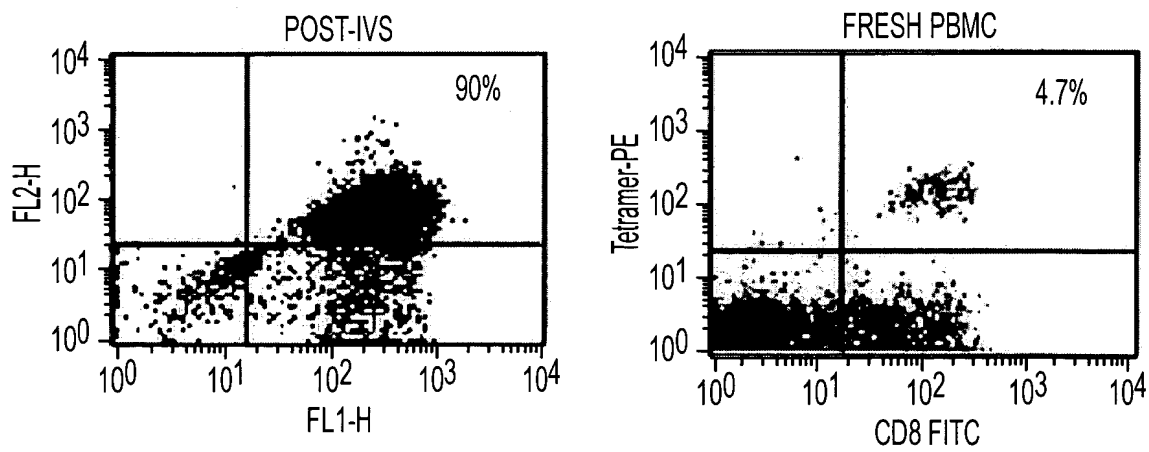 POST-IVS
10⁴
10³
10²
10¹
10⁰
FL2-H
90%
10⁰ 10¹ 10² 10³ 10⁴
FL1-H
FRESH PBMC
10⁴
10³
10²
10¹
10⁰
Tetramer-PE
4.7%
10⁰ 10¹ 10² 10³ 10⁴
CD8 FITC